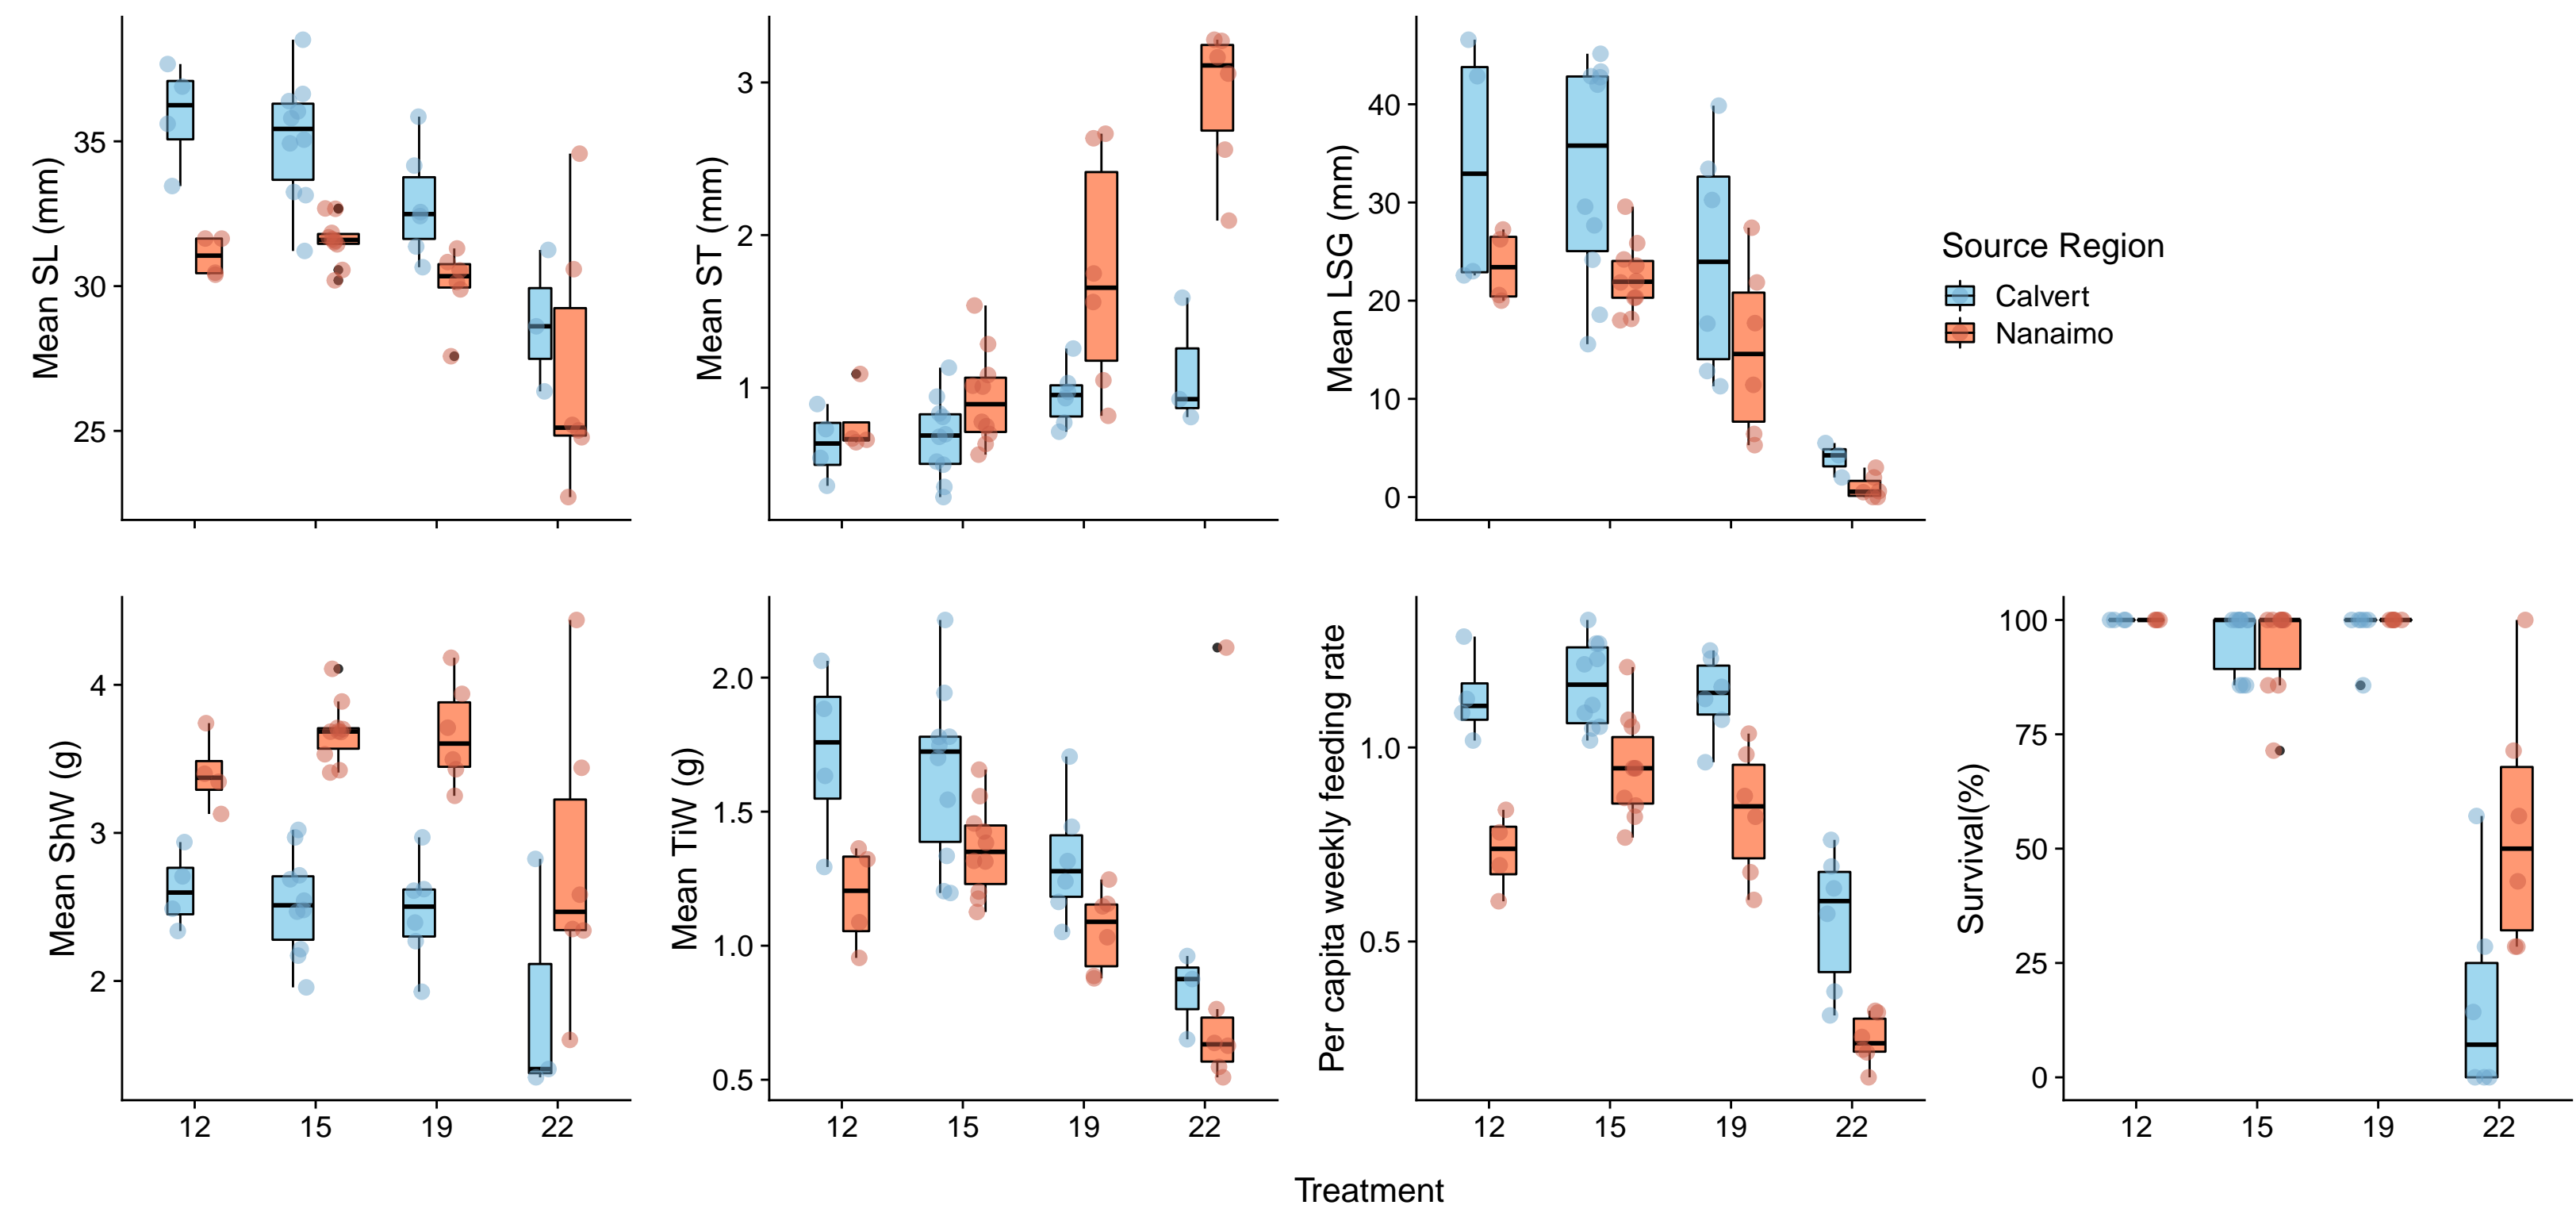 Mean SL (mm)
35
30
25
Mean ST (mm)
3
2
1
Mean LSG (mm)
40
30
20
10
0
Source Region
Calvert
Nanaimo
Mean ShW (g)
4
3
2
12 15 19 22
Mean TiW (g)
2.0
1.5
1.0
0.5
12 15 19 22
Per capita weekly feeding rate
1.0
0.5
12 15 19 22
Survival(%)
100
75
50
25
0
12 15 19 22
Treatment